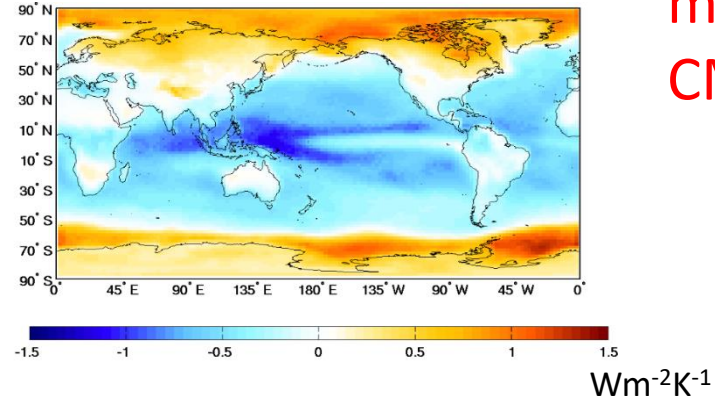 90° N
70° N
50° N
30° N
10° N
10° S
30° S
50° S
70° S
90° S
0° 45° E 90° E 135° E 180° E 135° W 90° W 45° W 0°
-1.5 -1 -0.5 0 0.5 1 1.5
Wm⁻²K⁻¹